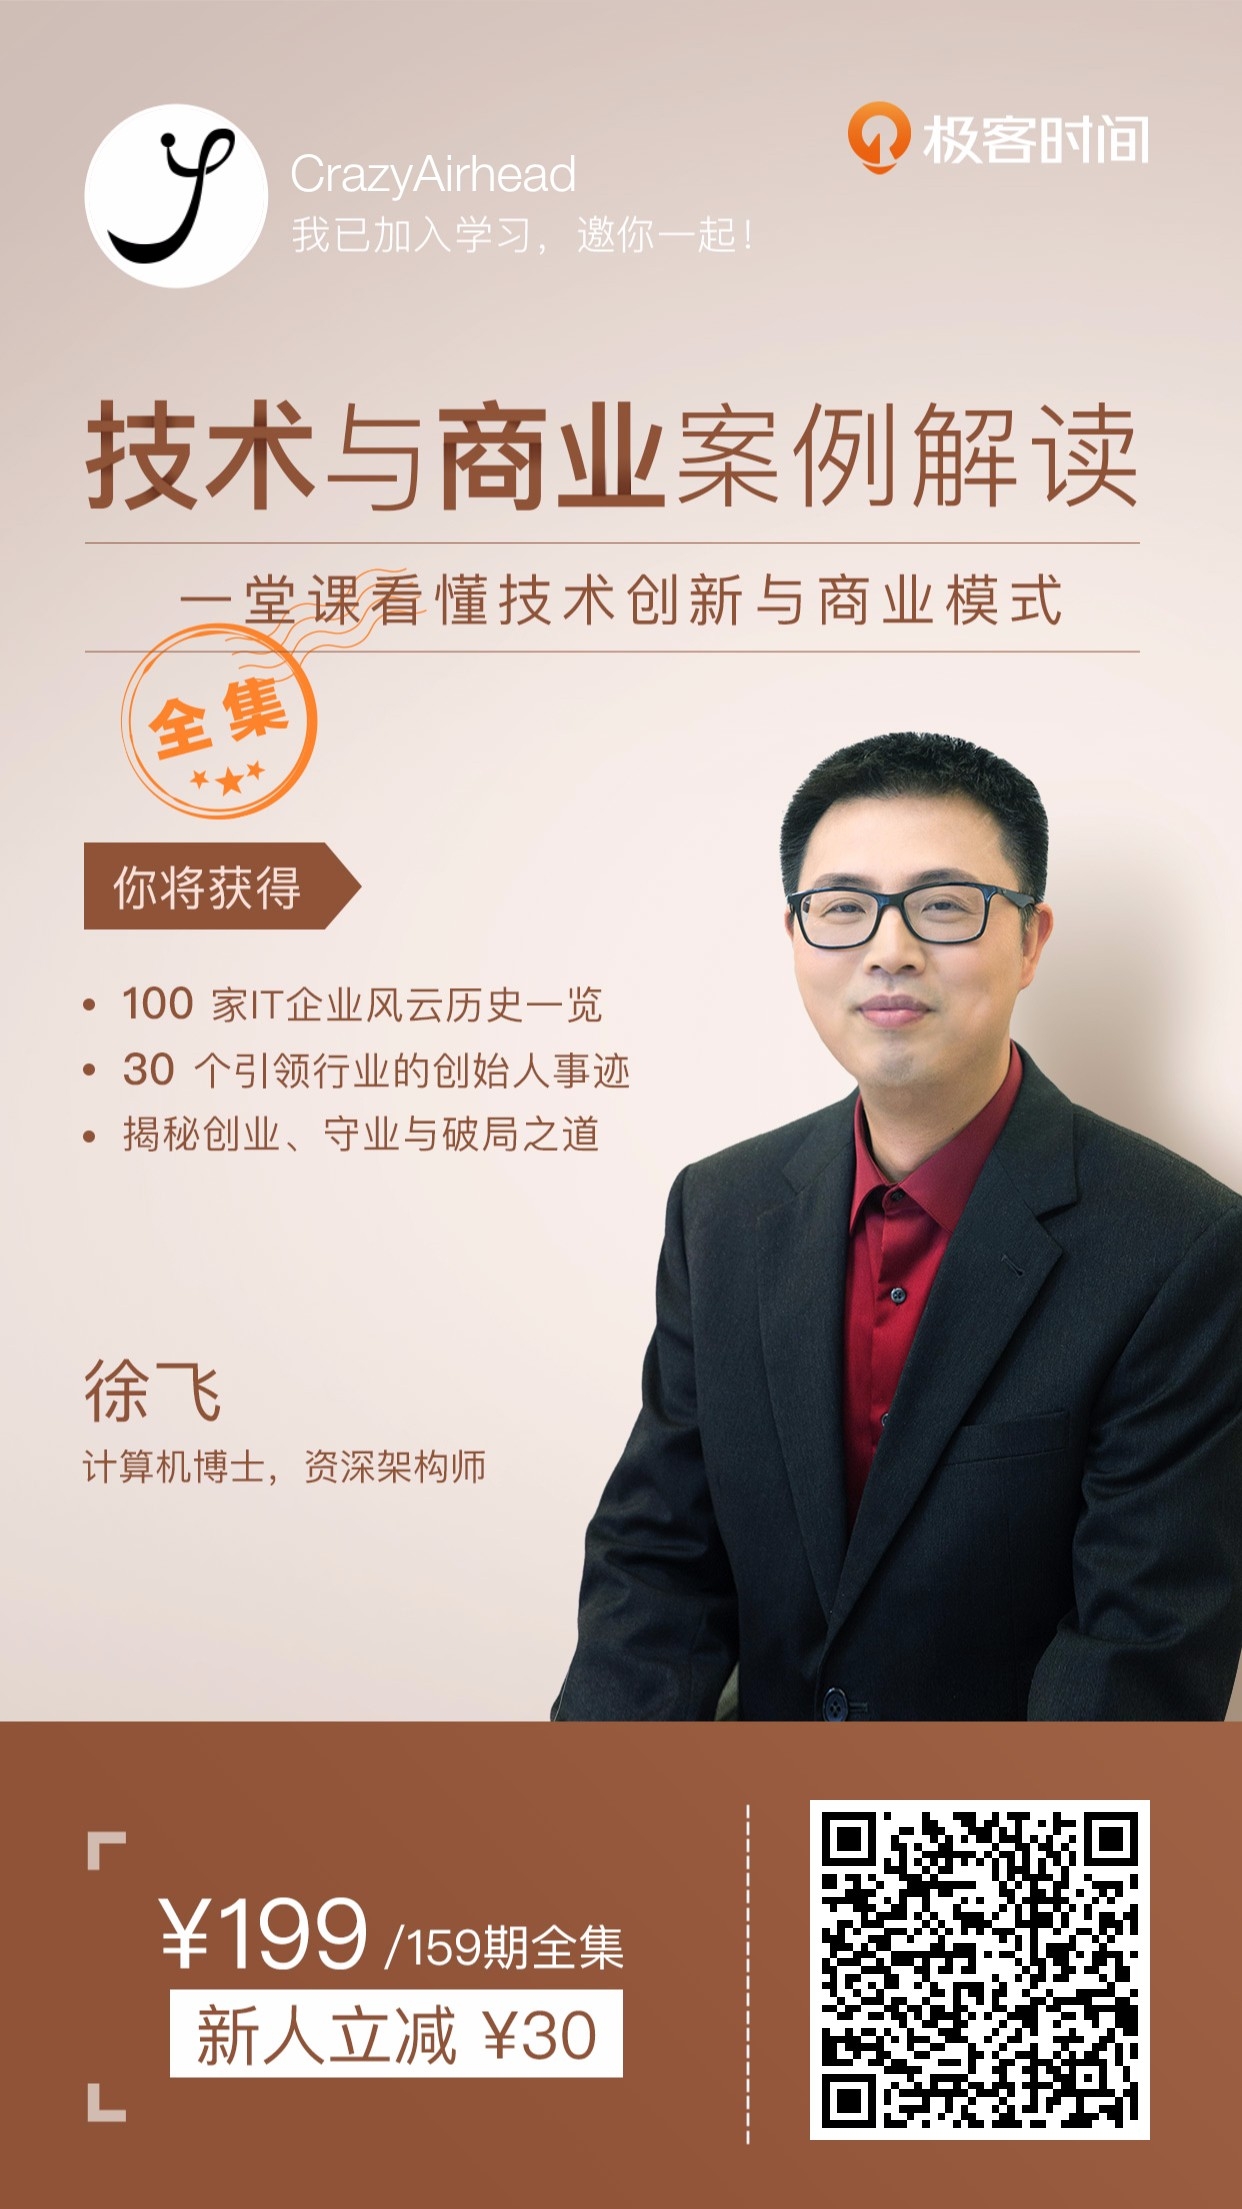 CrazyAirhead
我已加入学习，邀你一起！
极客时间
技术与商业案例解读
一堂课看懂技术创新与商业模式
全集
你将获得
• 100 家IT企业风云历史一览
• 30 个引领行业的创始人事迹
• 揭秘创业、守业与破局之道
徐飞
计算机博士，资深架构师
¥199 /159期全集
新人立减 ¥30